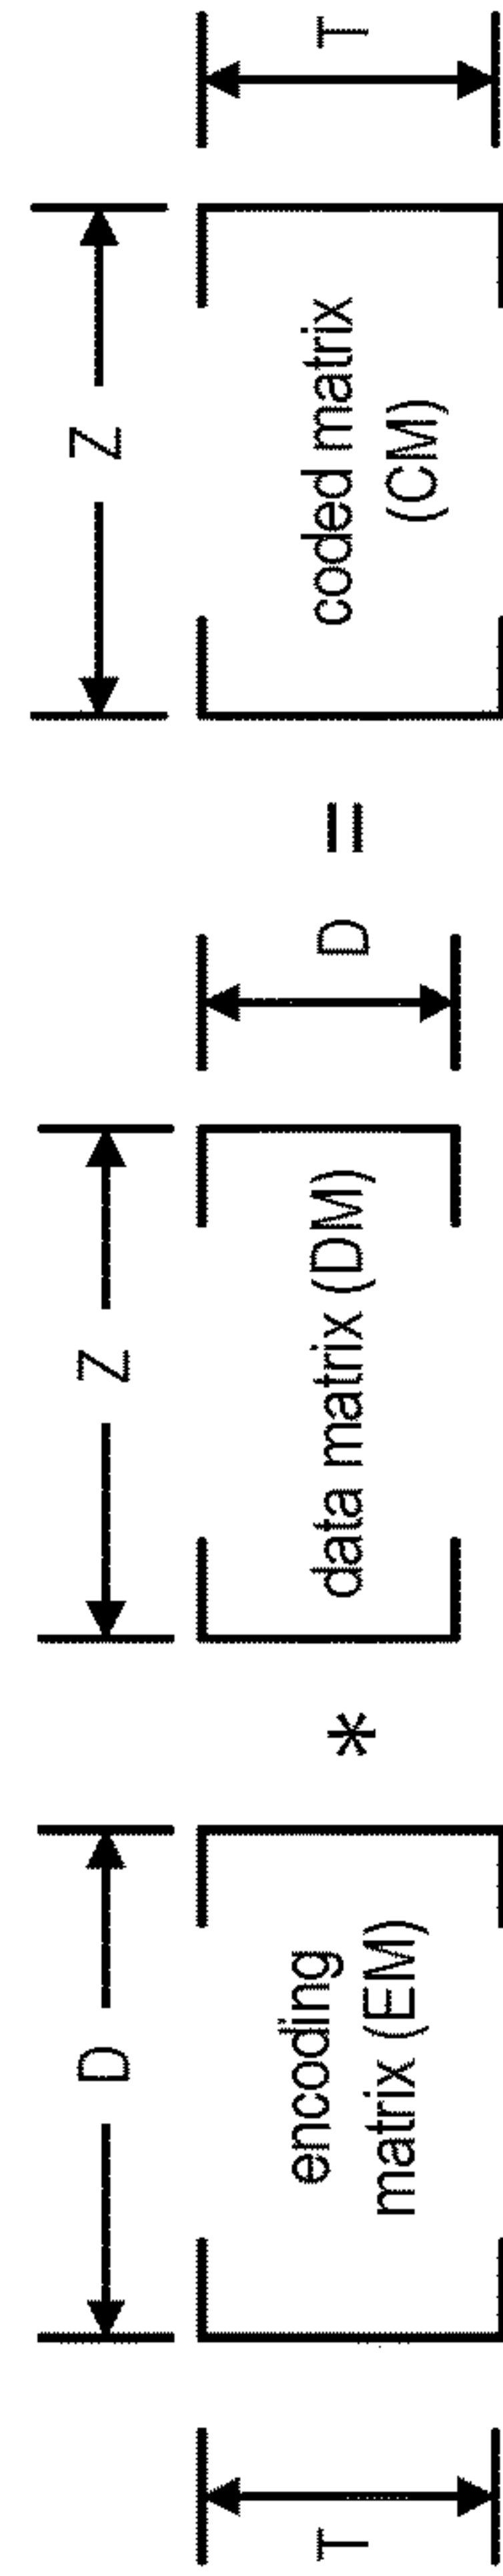 T
D
encoding
matrix (EM)
*
Z
data matrix (DM)
D
=
Z
coded matrix
(CM)
T